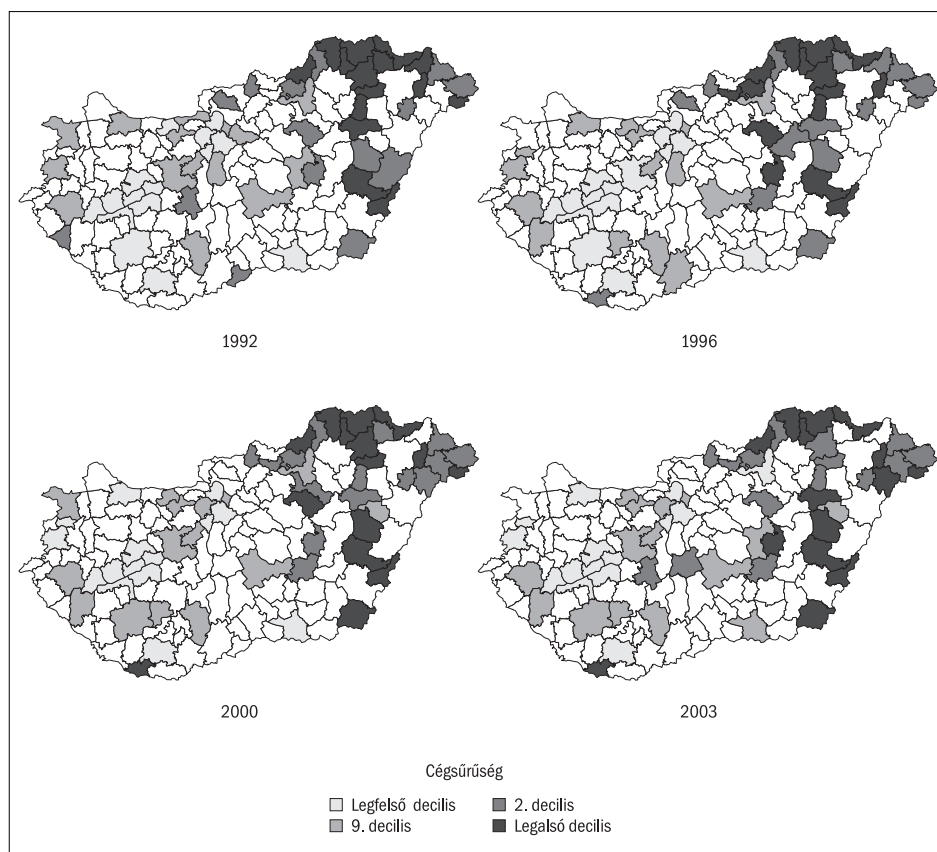 1992
1996
2000
2003
Cégsűrűség
Legfelső decilis
2. decilis
9. decilis
Legalsó decilis